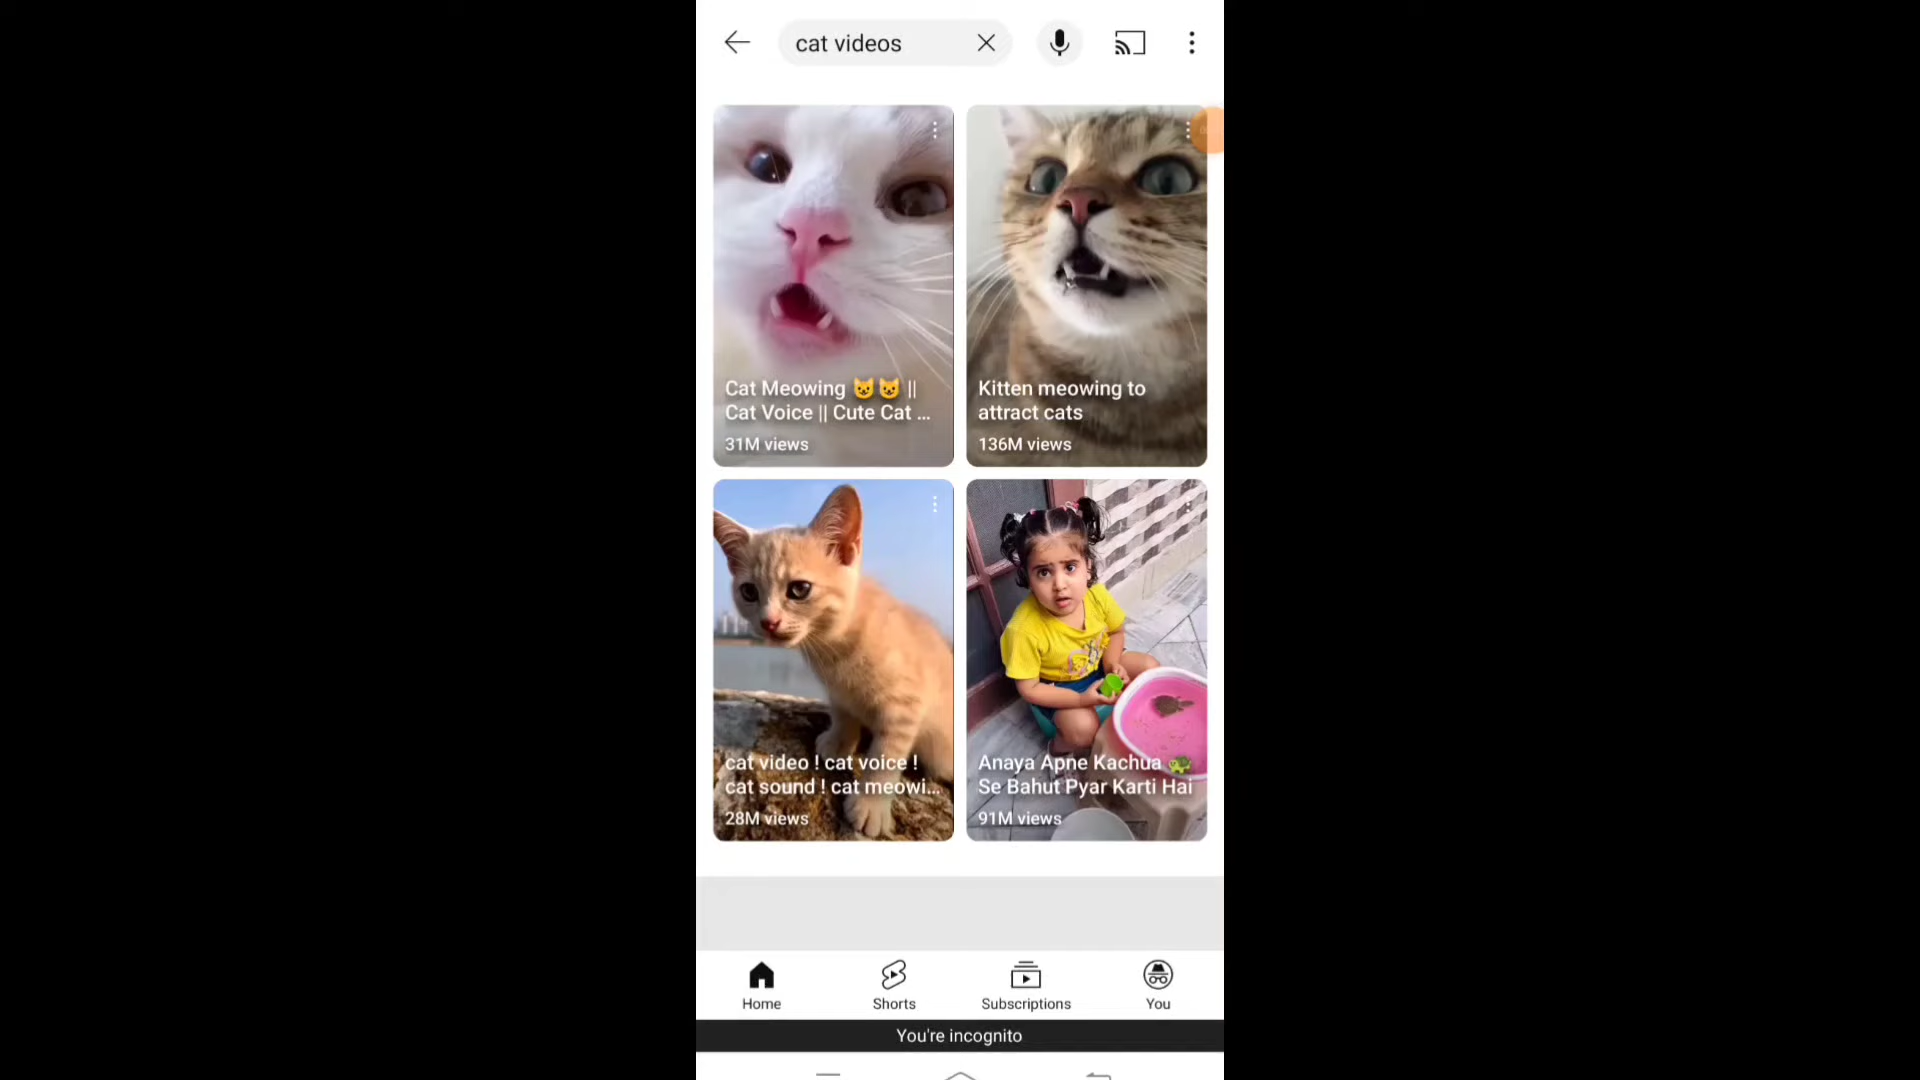 cat videos
Cat Meowing 😺😺 ||
Cat Voice || Cute Cat ...
31M views
Kitten meowing to
attract cats
136M views
cat video ! cat voice !
cat sound ! cat meowi...
28M views
Anaya Apne Kachua 🐢
Se Bahut Pyar Karti Hai
91M views
Home
Shorts
Subscriptions
You
You're incognito